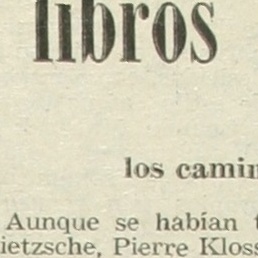 libros
los camin
Aunque se habían t
ietzsche, Pierre Kloss